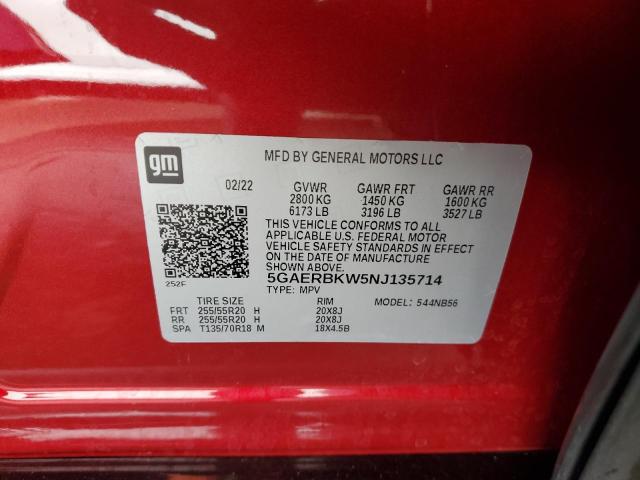 gm
MFD BY GENERAL MOTORS LLC
02/22 GVWR GAWR FRT GAWR RR
2800 KG 1450 KG 1600 KG
6173 LB 3196 LB 3527 LB
THIS VEHICLE CONFORMS TO ALL
APPLICABLE U.S. FEDERAL MOTOR
VEHICLE SAFETY STANDARDS IN EFFECT
ON THE DATE OF MANUFACTURE
SHOWN ABOVE.
252F
5GAERBKW5NJ135714
TYPE: MPV MODEL: 544NB56
TIRE SIZE RIM
FRT 255/55R20 H 20X8J
RR 255/55R20 H 20X8J
SPA T135/70R18 M 18X4.5B